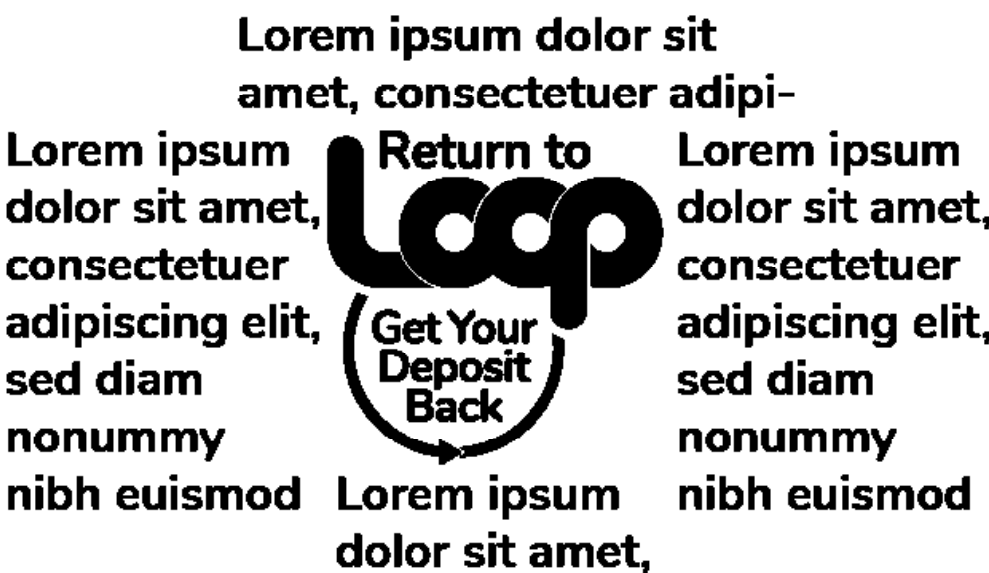 Lorem ipsum dolor sit
amet, consectetuer adipi-
Lorem ipsum
dolor sit amet,
consectetuer
adipiscing elit,
sed diam
nonummy
nibh euismod
Return to
Loop
Get Your
Deposit
Back
Lorem ipsum
dolor sit amet,
consectetuer
adipiscing elit,
sed diam
nonummy
nibh euismod
Lorem ipsum
dolor sit amet,